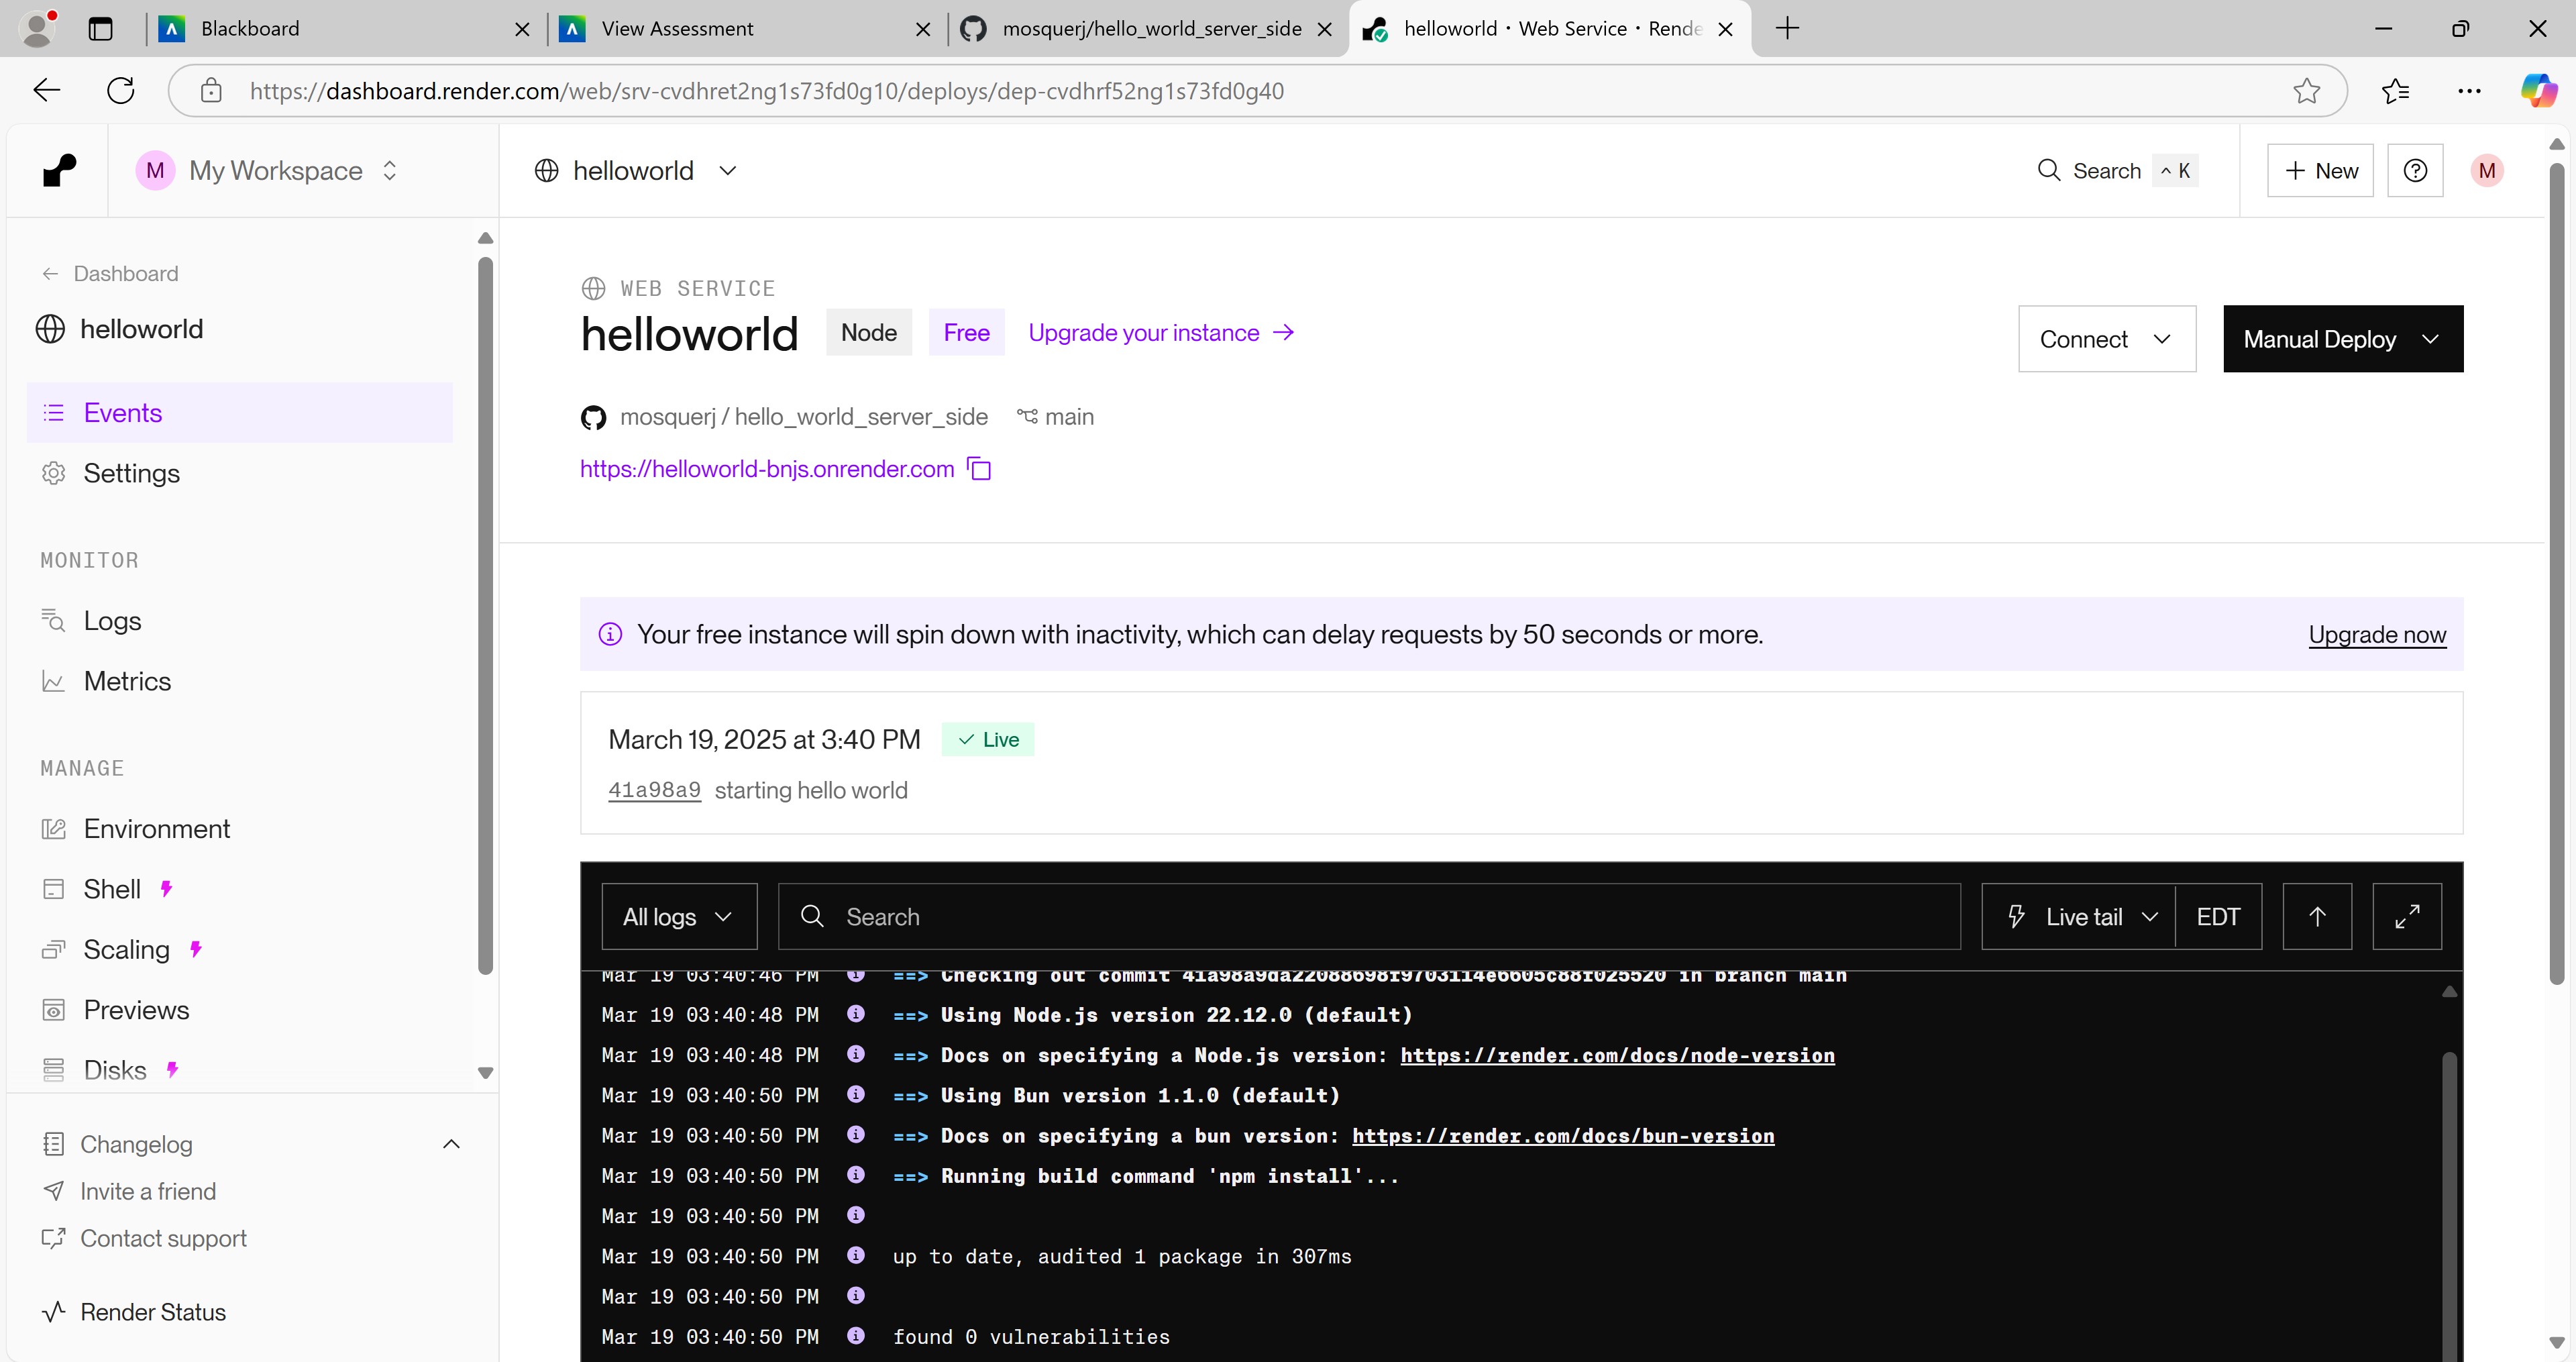 Blackboard
View Assessment
mosquerj/hello_world_server_side
helloworld · Web Service · Rende
https://dashboard.render.com/web/srv-cvdhret2ng1s73fd0g10/deploys/dep-cvdhrf52ng1s73fd0g40
M My Workspace
helloworld
Search ^ K
+ New
M
Dashboard
helloworld
Events
Settings
MONITOR
Logs
Metrics
MANAGE
Environment
Shell
Scaling
Previews
Disks
Changelog
Invite a friend
Contact support
Render Status
WEB SERVICE
helloworld Node Free Upgrade your instance →
Connect
Manual Deploy
mosquerj / hello_world_server_side main
https://helloworld-bnjs.onrender.com
Your free instance will spin down with inactivity, which can delay requests by 50 seconds or more.
Upgrade now
March 19, 2025 at 3:40 PM Live
41a98a9 starting hello world
All logs
Search
Live tail
EDT
Mar 19 03:40:46 PM ==> Checking out commit 41a98a9da22088698f9703114e6605c88f025520 in branch main
Mar 19 03:40:48 PM ==> Using Node.js version 22.12.0 (default)
Mar 19 03:40:48 PM ==> Docs on specifying a Node.js version: https://render.com/docs/node-version
Mar 19 03:40:50 PM ==> Using Bun version 1.1.0 (default)
Mar 19 03:40:50 PM ==> Docs on specifying a bun version: https://render.com/docs/bun-version
Mar 19 03:40:50 PM ==> Running build command 'npm install'...
Mar 19 03:40:50 PM
Mar 19 03:40:50 PM up to date, audited 1 package in 307ms
Mar 19 03:40:50 PM
Mar 19 03:40:50 PM found 0 vulnerabilities